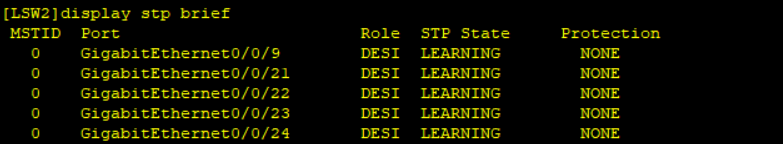 [LSW2]display stp brief
MSTID Port Role STP State Protection
0 GigabitEthernet0/0/9 DESI LEARNING NONE
0 GigabitEthernet0/0/21 DESI LEARNING NONE
0 GigabitEthernet0/0/22 DESI LEARNING NONE
0 GigabitEthernet0/0/23 DESI LEARNING NONE
0 GigabitEthernet0/0/24 DESI LEARNING NONE